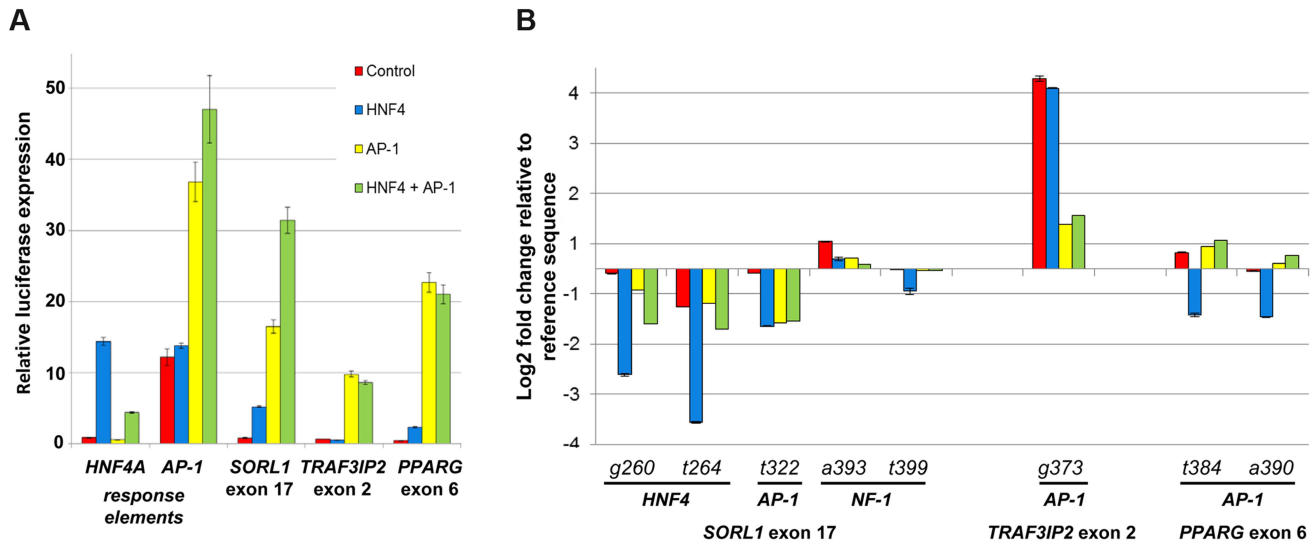 A
Relative luciferase expression
50
40
30
20
10
0
Control
HNF4
AP-1
HNF4 + AP-1
HNF4A AP-1 SORL1 TRAF3IP2 PPARG
response exon 17 exon 2 exon 6
elements
B
Log2 fold change relative to
reference sequence
4
3
2
1
-1
-2
-3
-4
g260 t264 t322 a393 t399 g373 t384 a390
HNF4 AP-1 NF-1 AP-1 AP-1
SORL1 exon 17 TRAF3IP2 exon 2 PPARG exon 6